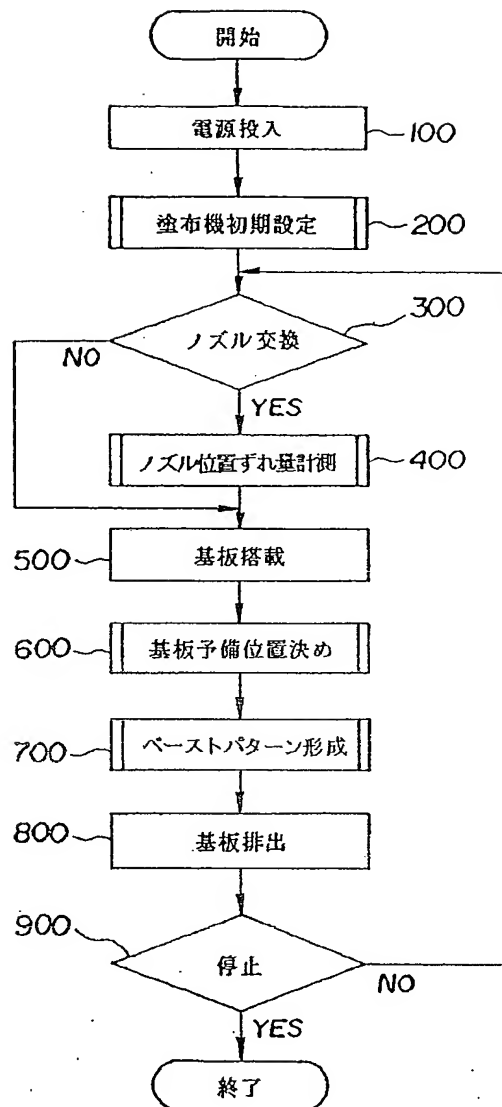 開始
電源投入
100
塗布機初期設定
200
300
ノズル交換
NO
YES
ノズル位置ずれ量計測
400
500
基板搭載
600
基板予備位置決め
700
ペーストパターン形成
800
基板排出
900
停止
NO
YES
終了